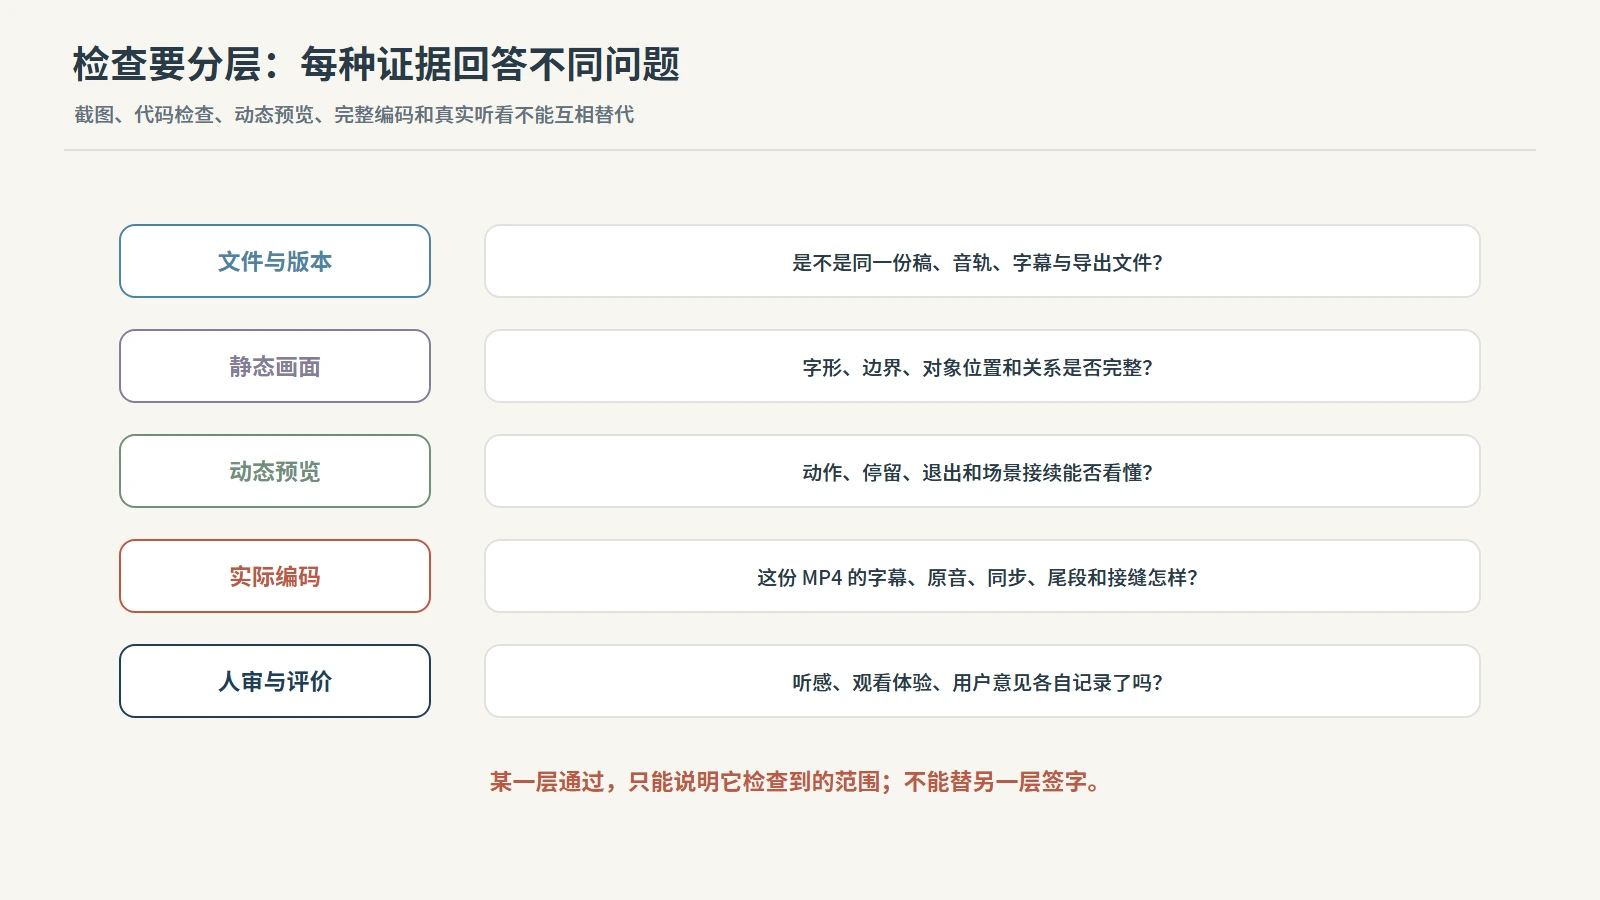 检查要分层：每种证据回答不同问题
截图、代码检查、动态预览、完整编码和真实听看不能互相替代
文件与版本
是不是同一份稿、音轨、字幕与导出文件？
静态画面
字形、边界、对象位置和关系是否完整？
动态预览
动作、停留、退出和场景接续能否看懂？
实际编码
这份 MP4 的字幕、原音、同步、尾段和接缝怎样？
人审与评价
听感、观看体验、用户意见各自记录了吗？
某一层通过，只能说明它检查到的范围；不能替另一层签字。